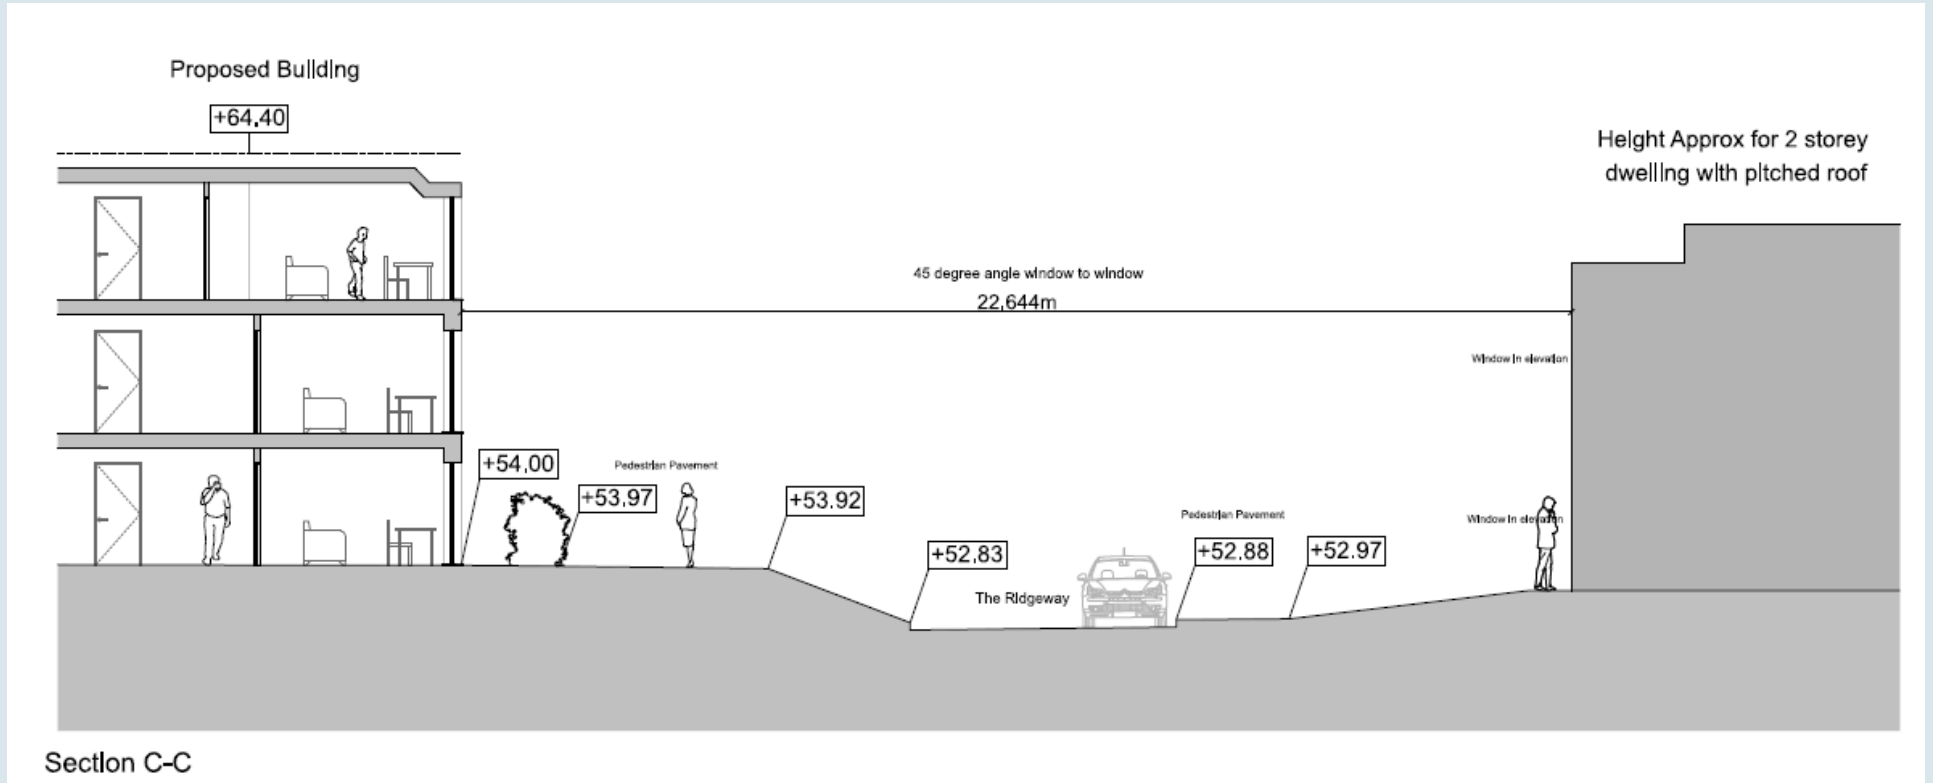 Proposed Building
+64,40
Height Approx for 2 storey
dwelling with pitched roof
45 degree angle window to window
22,644m
Window in elevation
+54,00
Pedestrian Pavement
+53,97
+53.92
Window in elevation
Pedestrian Pavement
+52,83
+52.88
+52.97
The Ridgeway
Section C-C